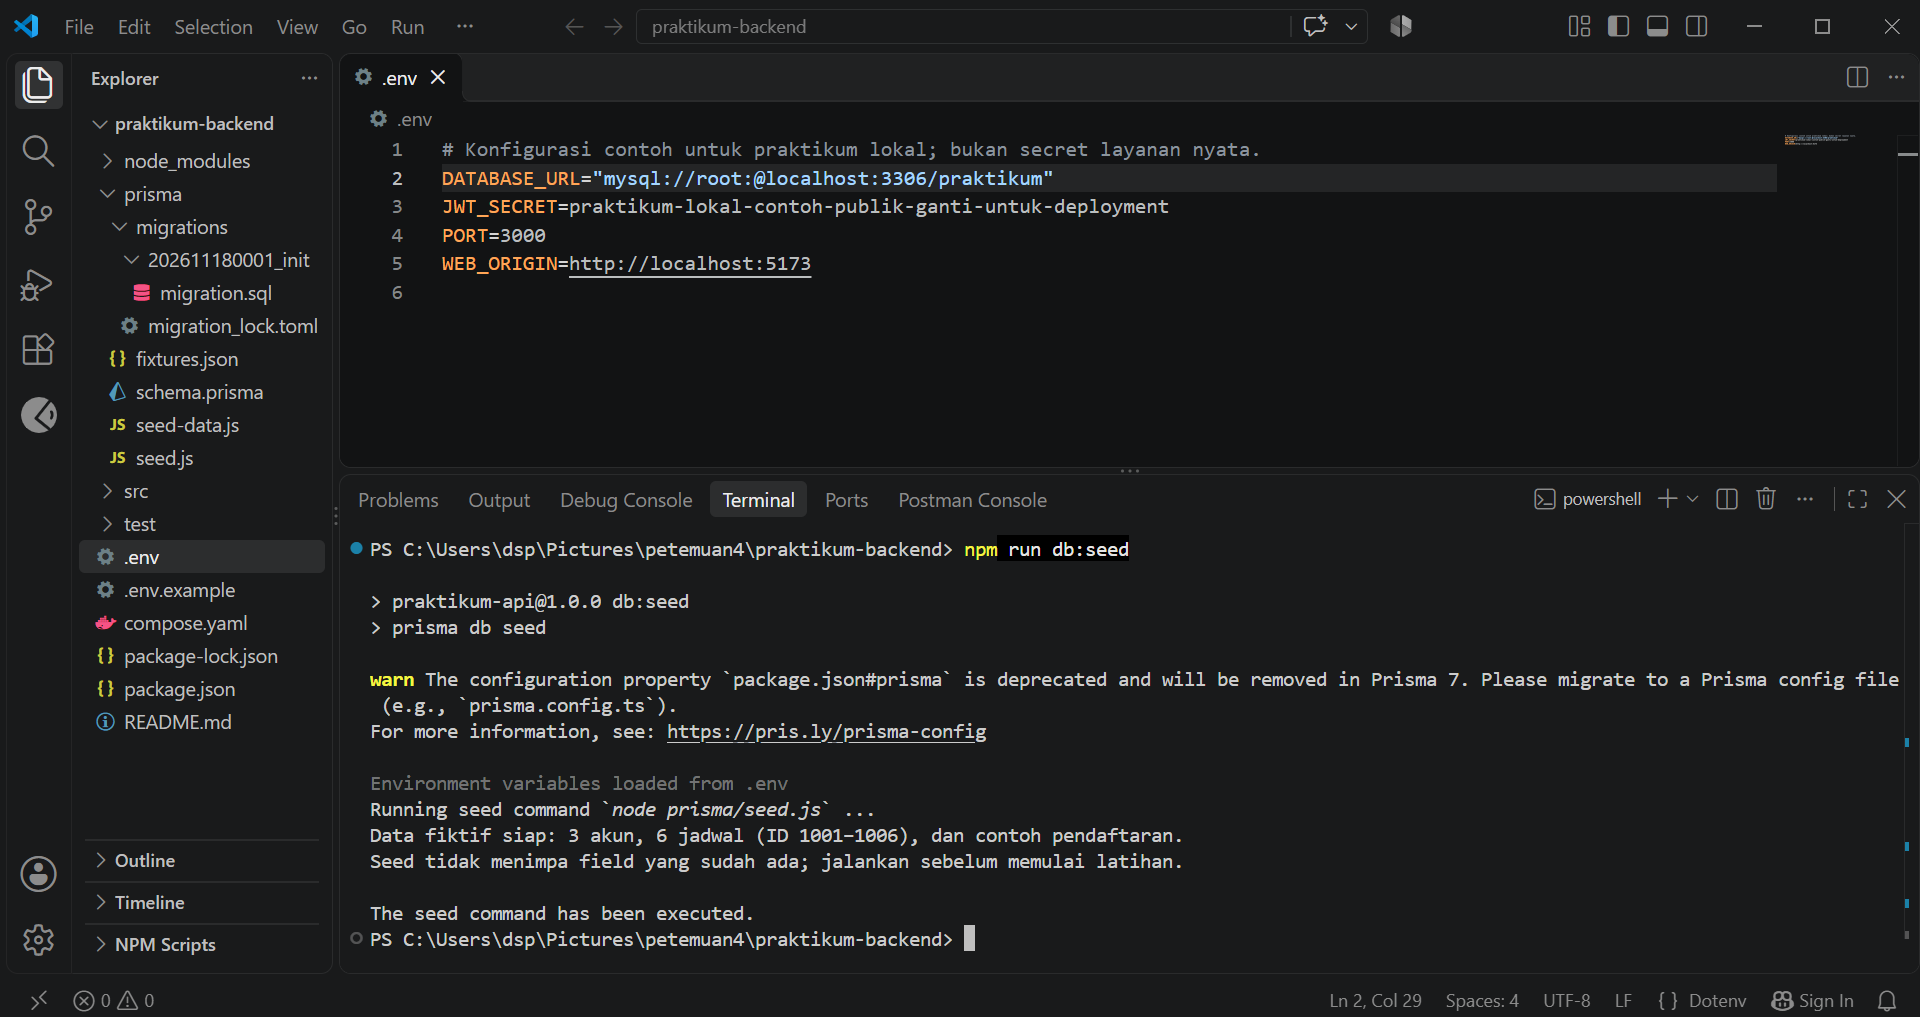 File Edit Selection View Go Run ···
praktikum-backend
Explorer ···
praktikum-backend
node_modules
prisma
migrations
202611180001_init
migration.sql
migration_lock.toml
{} fixtures.json
schema.prisma
JS seed-data.js
JS seed.js
src
test
.env
.env.example
compose.yaml
{} package-lock.json
{} package.json
README.md
Outline
Timeline
NPM Scripts
.env
.env
1 # Konfigurasi contoh untuk praktikum lokal; bukan secret layanan nyata.
2 DATABASE_URL="mysql://root:@localhost:3306/praktikum"
3 JWT_SECRET=praktikum-lokal-contoh-publik-ganti-untuk-deployment
4 PORT=3000
5 WEB_ORIGIN=http://localhost:5173
6
Problems Output Debug Console Terminal Ports Postman Console
powershell
PS C:\Users\dsp\Pictures\petemuan4\praktikum-backend> npm run db:seed
> praktikum-api@1.0.0 db:seed
> prisma db seed
warn The configuration property `package.json#prisma` is deprecated and will be removed in Prisma 7. Please migrate to a Prisma config file
(e.g., `prisma.config.ts`).
For more information, see: https://pris.ly/prisma-config
Environment variables loaded from .env
Running seed command `node prisma/seed.js` ...
Data fiktif siap: 3 akun, 6 jadwal (ID 1001–1006), dan contoh pendaftaran.
Seed tidak menimpa field yang sudah ada; jalankan sebelum memulai latihan.
The seed command has been executed.
PS C:\Users\dsp\Pictures\petemuan4\praktikum-backend>
0 0
Ln 2, Col 29 Spaces: 4 UTF-8 LF {} Dotenv Sign In